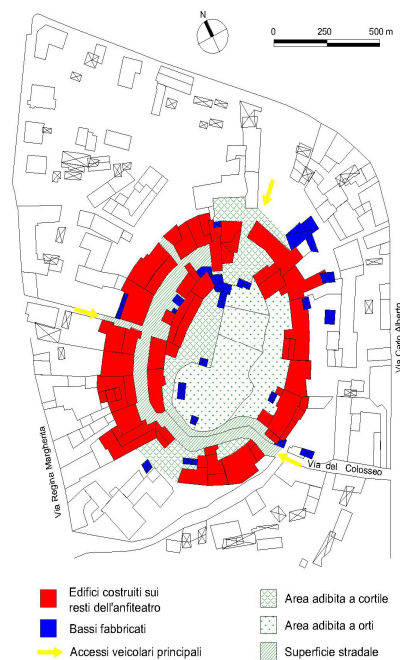 N
0 250 500 m
Via Carlo Alberto
Via Regina Margherita
Via del Colosseo
Edifici costruiti sui
resti dell'anfiteatro
Bassi fabbricati
Accessi veicolari principali
Area adibita a cortile
Area adibita a orti
Superficie stradale